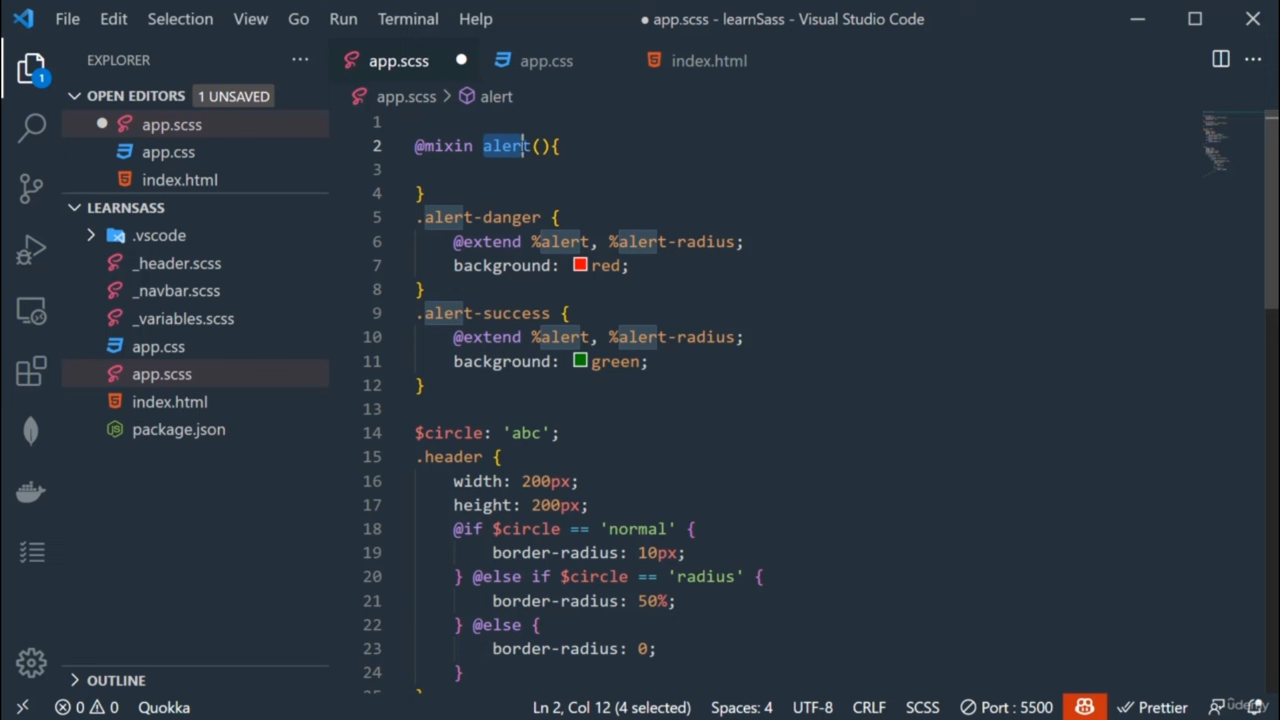 File Edit Selection View Go Run Terminal Help
● app.scss - learnSass - Visual Studio Code
EXPLORER ···
app.scss ●
app.css
index.html
···
OPEN EDITORS 1 UNSAVED
● app.scss
app.css
index.html
LEARNSASS
.vscode
_header.scss
_navbar.scss
_variables.scss
app.css
app.scss
index.html
package.json
OUTLINE
1
app.scss > alert
1
2 @mixin alert(){
3
4 }
5 .alert-danger {
6 @extend %alert, %alert-radius;
7 background: red;
8 }
9 .alert-success {
10 @extend %alert, %alert-radius;
11 background: green;
12 }
13
14 $circle: 'abc';
15 .header {
16 width: 200px;
17 height: 200px;
18 @if $circle == 'normal' {
19 border-radius: 10px;
20 } @else if $circle == 'radius' {
21 border-radius: 50%;
22 } @else {
23 border-radius: 0;
24 }
0 0 Quokka
Ln 2, Col 12 (4 selected) Spaces: 4 UTF-8 CRLF SCSS Port : 5500 Prettier
udemy